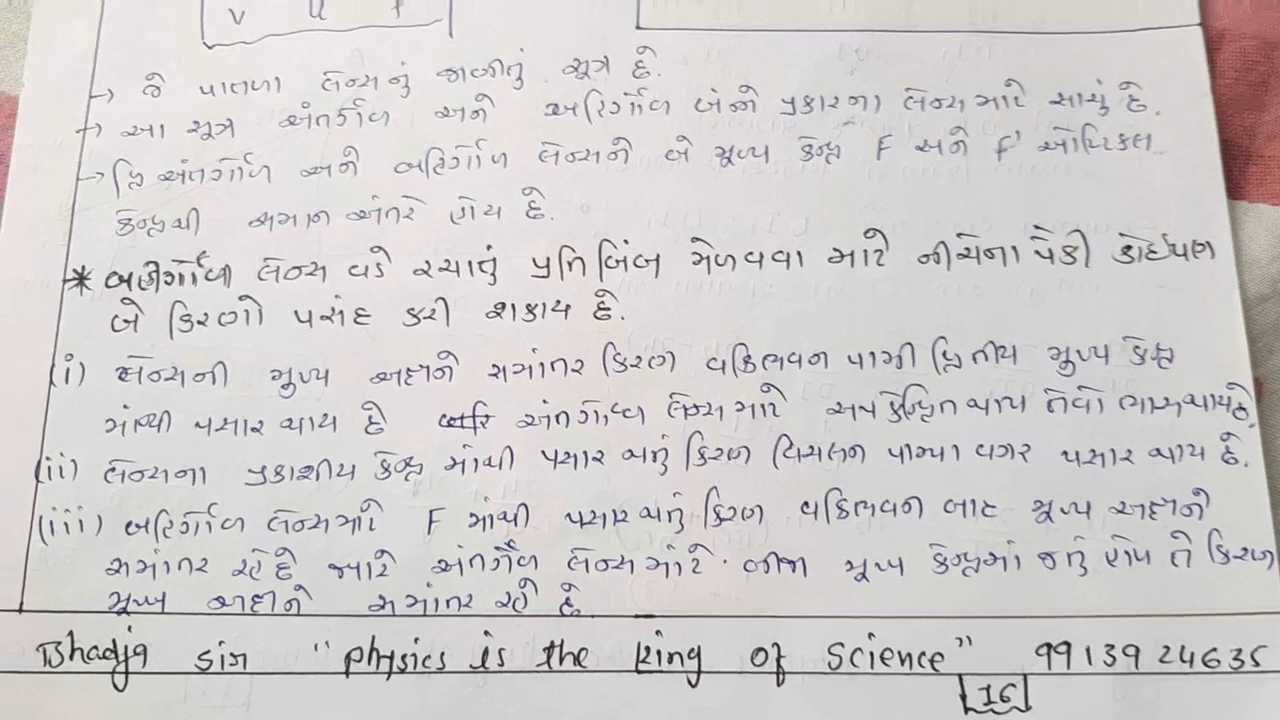 v u f
→ જે પાતળા લેન્સનું જાણીતું સૂત્ર છે.
→ આ સૂત્ર અંતર્ગોળ અને બહિર્ગોળ બંને પ્રકારના લેન્સ માટે સાચું છે.
→ દ્વિ અંતર્ગોળ અને બહિર્ગોળ લેન્સને બે મુખ્ય કેન્દ્ર F અને F' ઓપ્ટિકલ
કેન્દ્રથી સમાન અંતરે હોય છે.
* બહિર્ગોળ લેન્સ વડે રચાતું પ્રતિબિંબ મેળવવા માટે નીચેના પૈકી કોઈપણ
બે કિરણો પસંદ કરી શકાય છે.
(i) લેન્સની મુખ્ય અક્ષને સમાંતર કિરણ વક્રિભવન પામી દ્વિતીય મુખ્ય કેન્દ્ર
માંથી પસાર થાય છે અંતર્ગોળ લેન્સ માટે અપકેન્દ્રિત થાય તેવો ભાસ થાય છે.
(ii) લેન્સના પ્રકાશીય કેન્દ્ર માંથી પસાર થતું કિરણ વિચલન પામ્યા વગર પસાર થાય છે.
(iii) બહિર્ગોળ લેન્સ માટે F માંથી પસાર થતું કિરણ વક્રિભવન બાદ મુખ્ય અક્ષને
સમાંતર રહે છે જ્યારે અંતર્ગોળ લેન્સ માટે બીજા મુખ્ય કેન્દ્રમાં જતું હોય તે કિરણ
મુખ્ય અક્ષને સમાંતર રહે છે
Bhadja sir "physics is the king of science" 9913924635
16